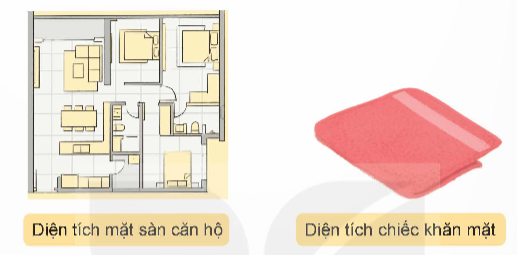 Diện tích mặt sàn căn hộ
Diện tích chiếc khăn mặt